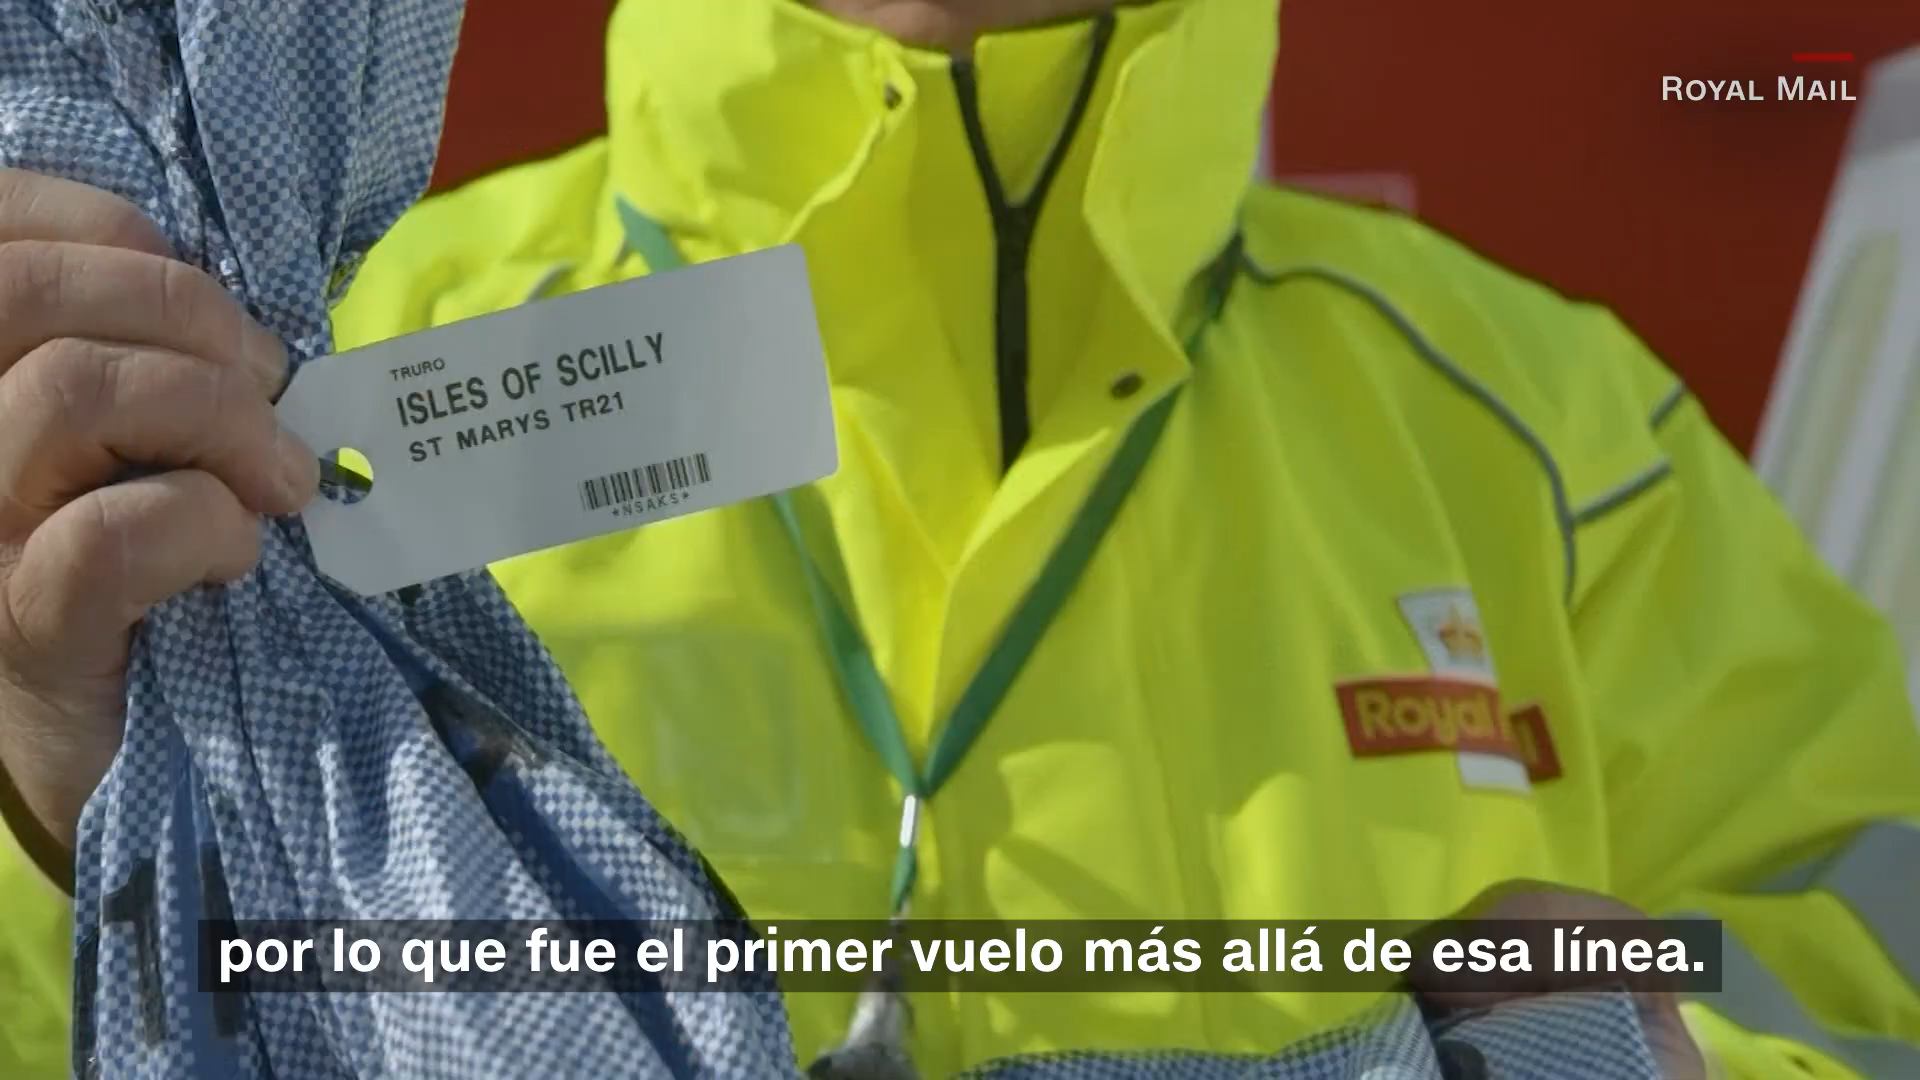 ROYAL MAIL
TRURO
ISLES OF SCILLY
ST MARYS TR21
*NSAKS*
Royal
por lo que fue el primer vuelo más allá de esa línea.